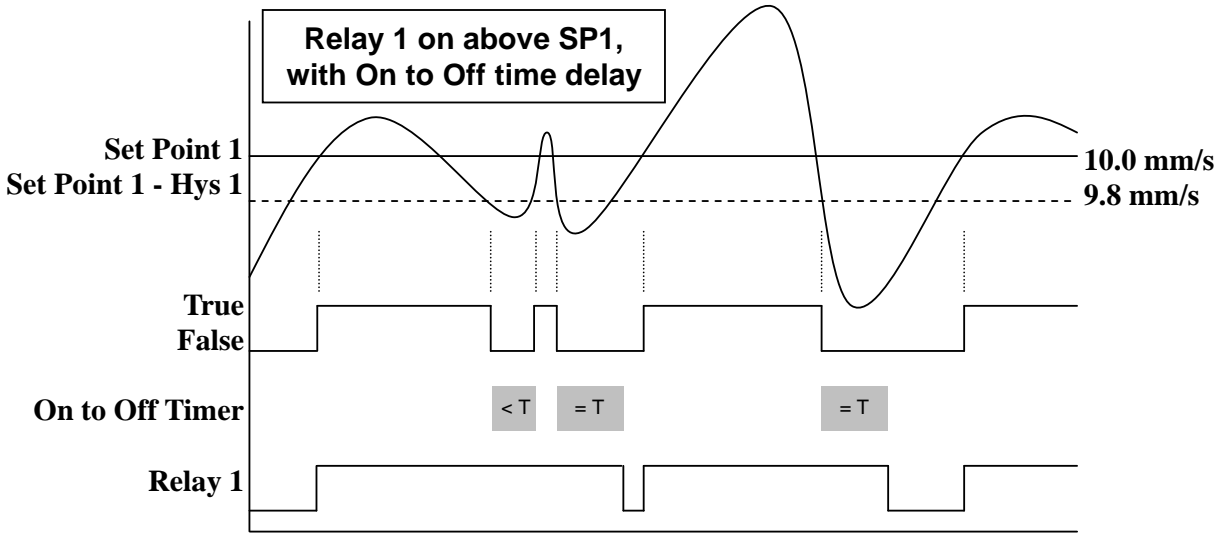 Relay 1 on above SP1,
with On to Off time delay
Set Point 1
10.0 mm/s
Set Point 1 - Hys 1
9.8 mm/s
True
False
On to Off Timer
< T
= T
= T
Relay 1